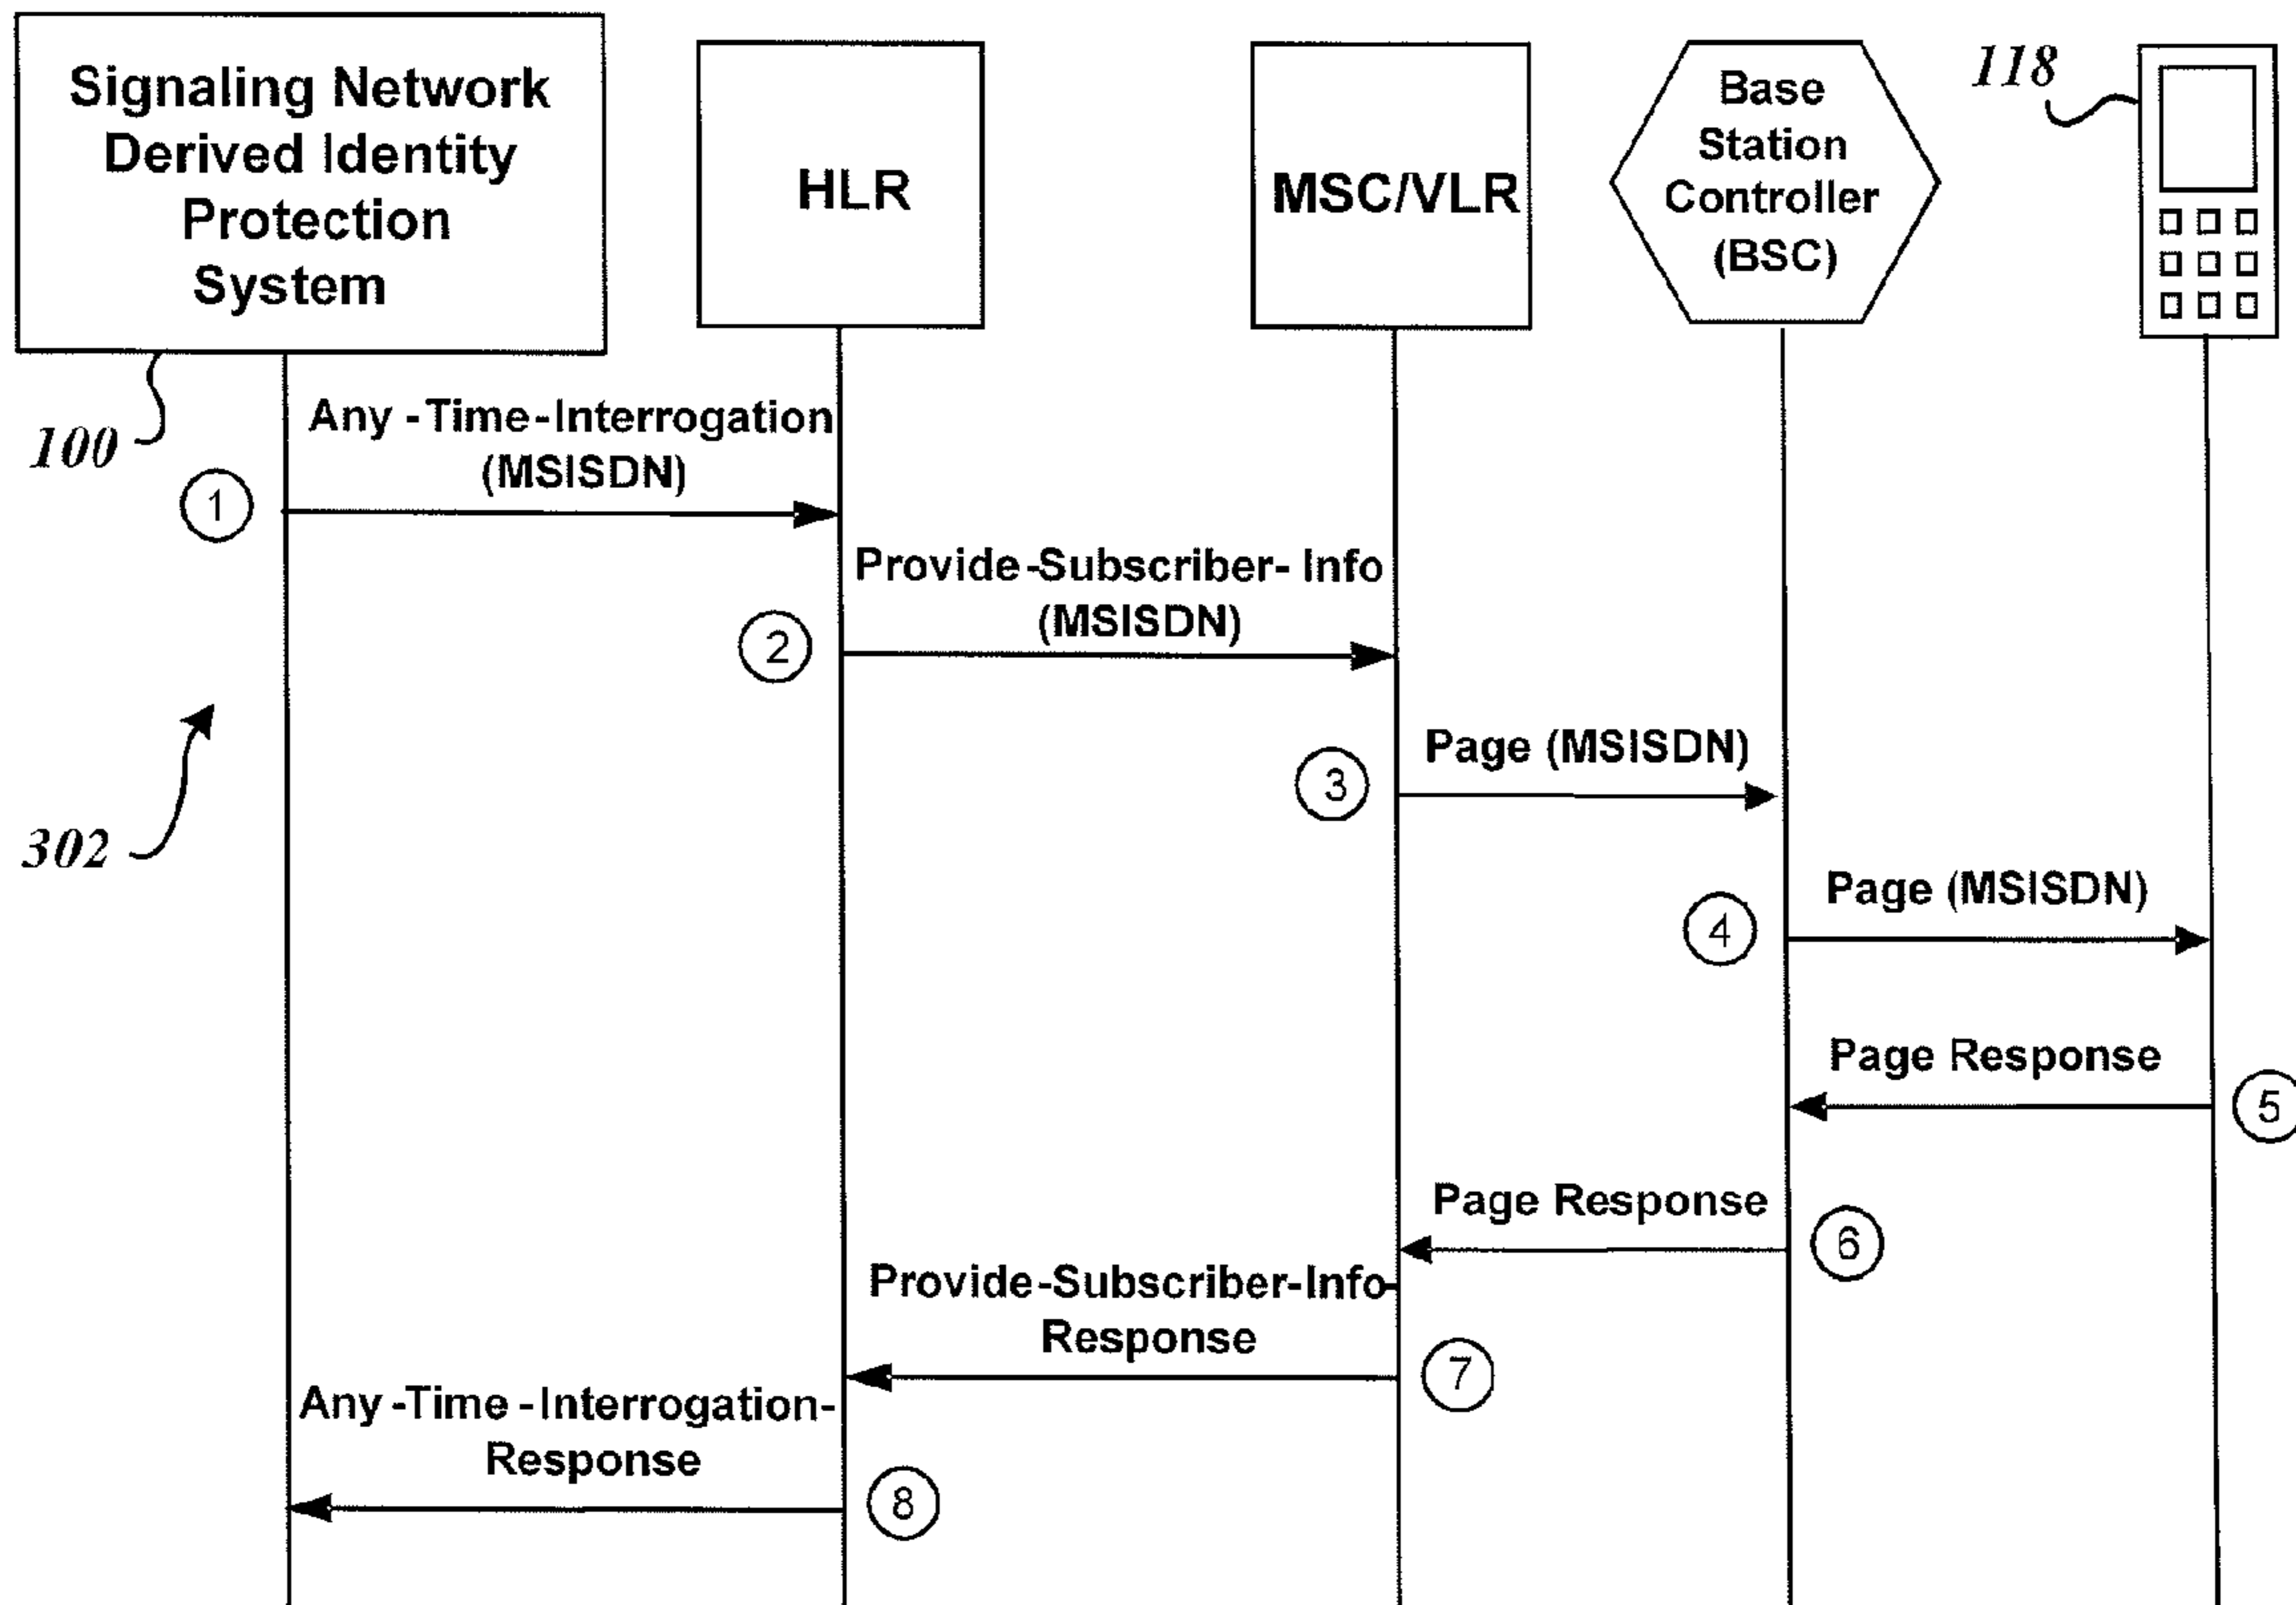 Signaling Network
Derived Identity
Protection
System
HLR
MSC/VLR
Base
Station
Controller
(BSC)
118
100
Any -Time-Interrogation
(MSISDN)
1
Provide-Subscriber- Info
(MSISDN)
2
302
Page (MSISDN)
3
Page (MSISDN)
4
Page Response
5
Page Response
6
Provide-Subscriber-Info-
Response
7
Any -Time -Interrogation-
Response
8